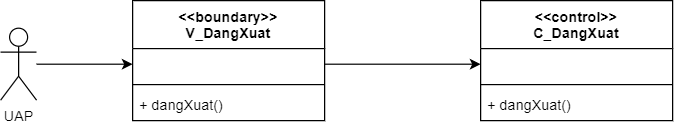 <<boundary>>
V_DangXuat
+ dangXuat()
<<control>>
C_DangXuat
+ dangXuat()
UAP